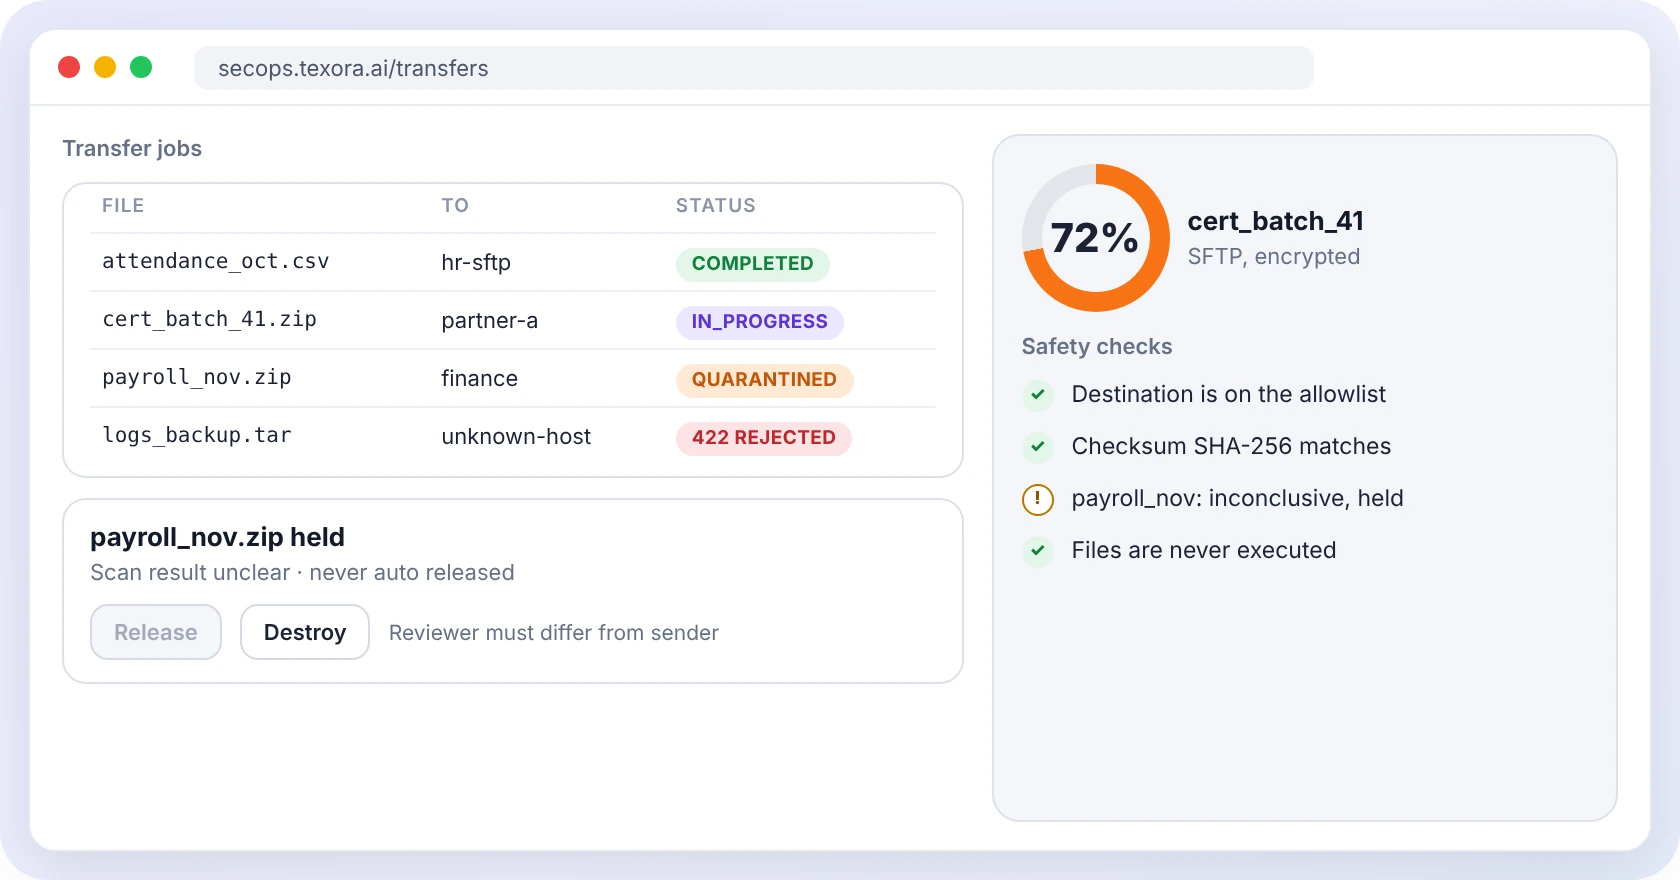 secops.texora.ai/transfers
Transfer jobs
FILE TO STATUS
attendance_oct.csv hr-sftp COMPLETED
cert_batch_41.zip partner-a IN_PROGRESS
payroll_nov.zip finance QUARANTINED
logs_backup.tar unknown-host 422 REJECTED
payroll_nov.zip held
Scan result unclear · never auto released
Release Destroy Reviewer must differ from sender
72%
cert_batch_41
SFTP, encrypted
Safety checks
Destination is on the allowlist
Checksum SHA-256 matches
! payroll_nov: inconclusive, held
Files are never executed